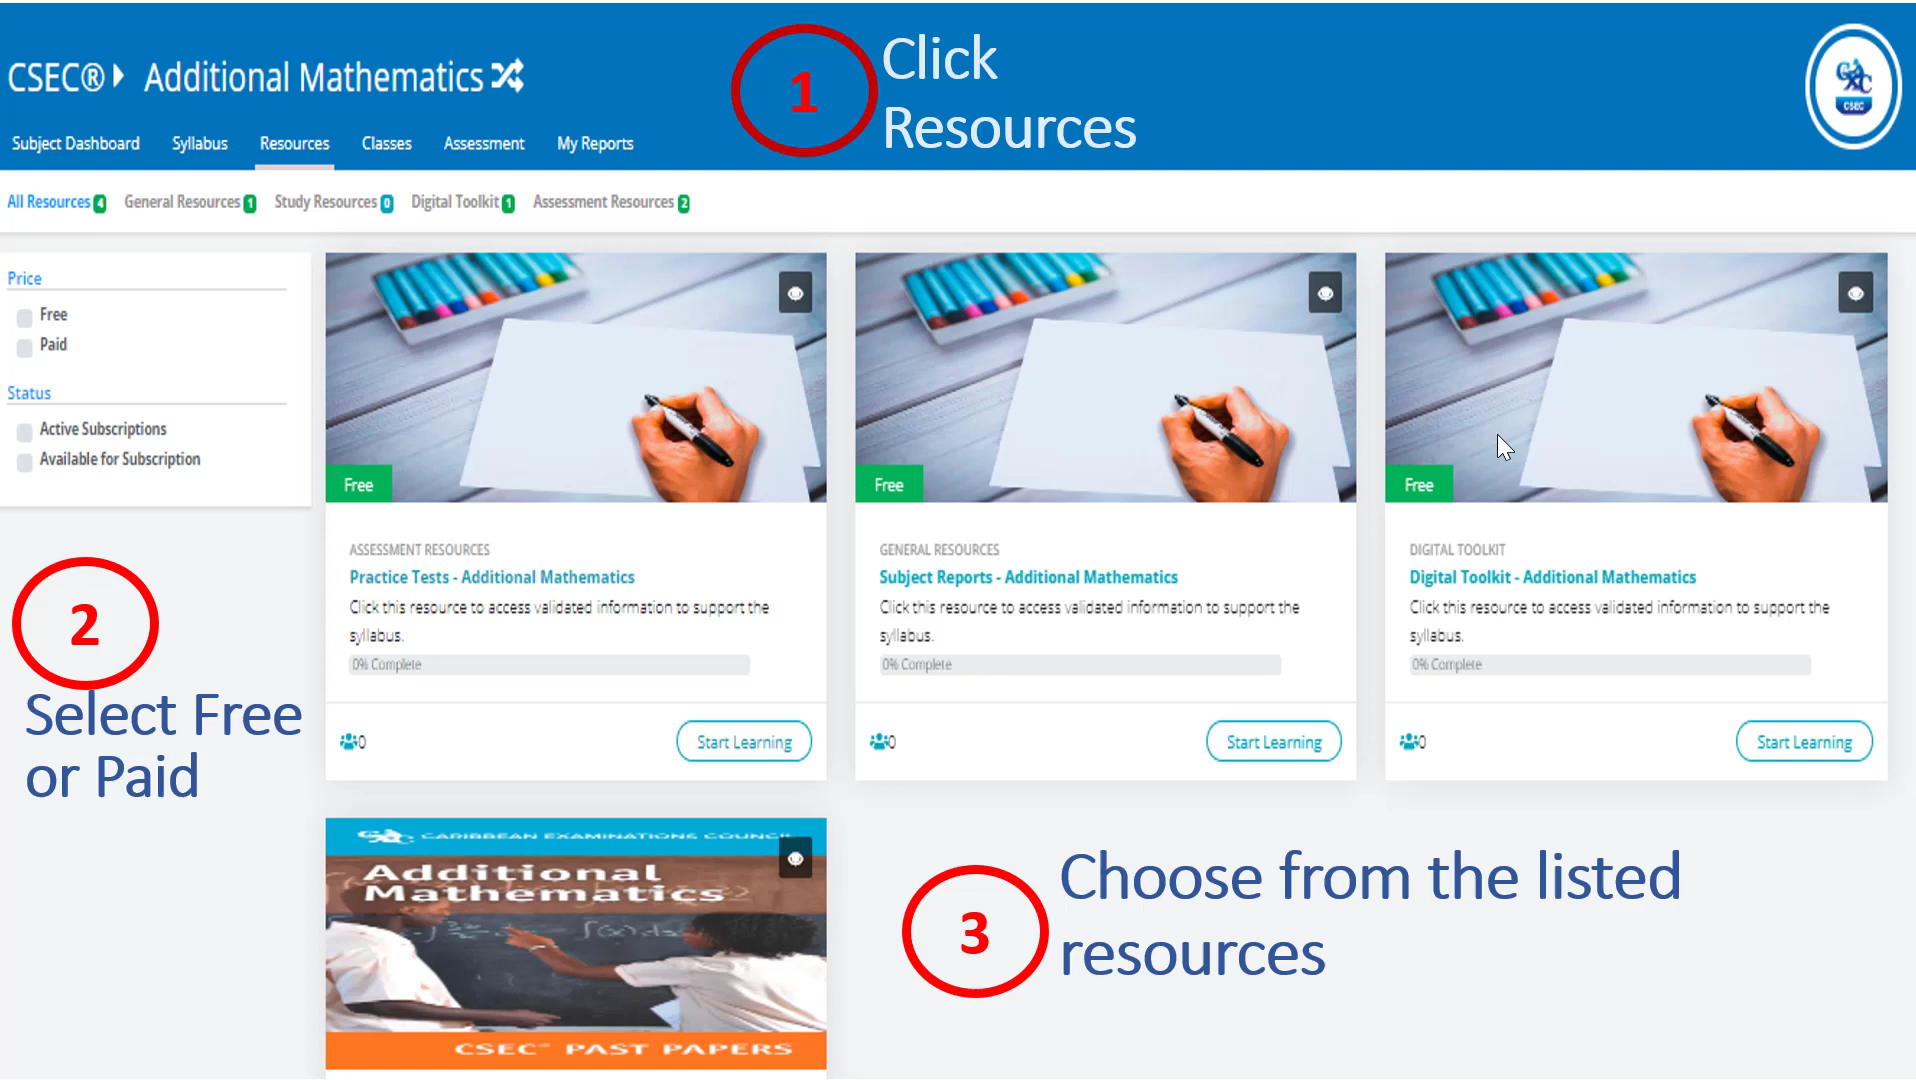 CSEC® Additional Mathematics
1
Click
Resources
CXC
CSEC
Subject Dashboard Syllabus Resources Classes Assessment My Reports
All Resources 4 General Resources 1 Study Resources 0 Digital Toolkit 1 Assessment Resources 2
Price
Free
Paid
Status
Active Subscriptions
Available for Subscription
2
Select Free
or Paid
Free
ASSESSMENT RESOURCES
Practice Tests - Additional Mathematics
Click this resource to access validated information to support the
syllabus.
0% Complete
0
Start Learning
Free
GENERAL RESOURCES
Subject Reports - Additional Mathematics
Click this resource to access validated information to support the
syllabus.
0% Complete
0
Start Learning
Free
DIGITAL TOOLKIT
Digital Toolkit - Additional Mathematics
Click this resource to access validated information to support the
syllabus.
0% Complete
0
Start Learning
CXC CARIBBEAN EXAMINATIONS COUNCIL
Additional
Mathematics
CSEC® PAST PAPERS
3
Choose from the listed
resources